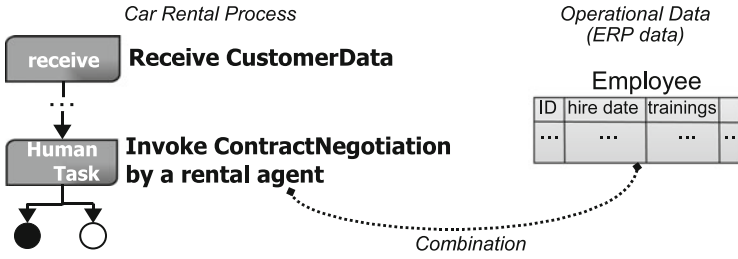 Car Rental Process
receive
Receive CustomerData
...
Human
Task
Invoke ContractNegotiation
by a rental agent
Operational Data
(ERP data)
Employee
ID hire date trainings
... ... ...
Combination